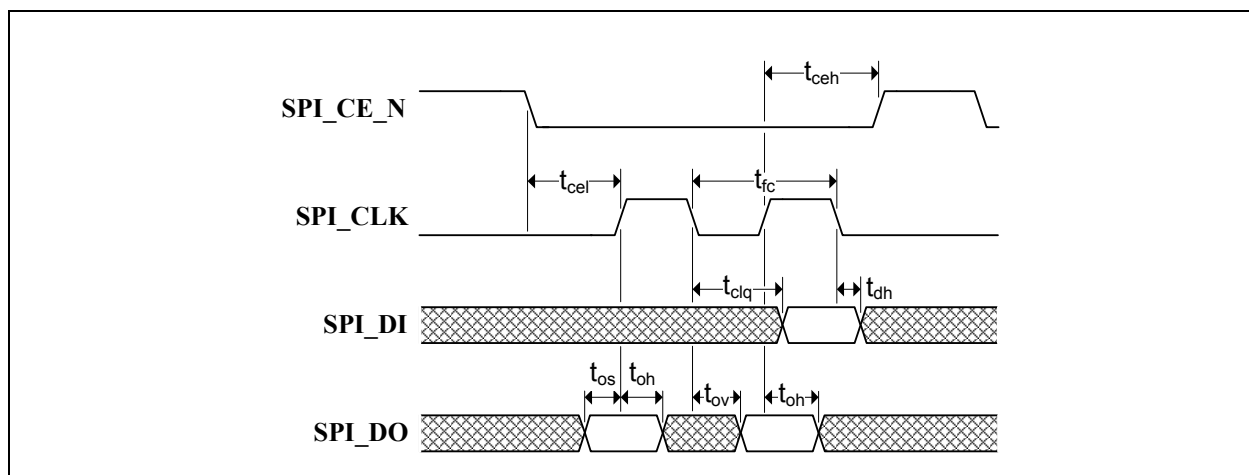 t_ceh
SPI_CE_N
t_cel
t_fc
SPI_CLK
t_clq
t_dh
SPI_DI
t_os
t_oh
t_ov
t_oh
SPI_DO